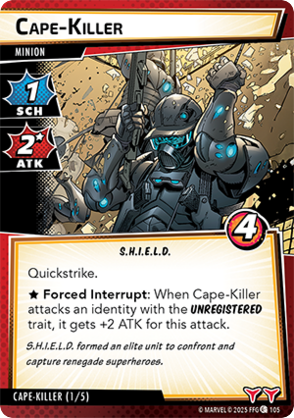 CAPE-KILLER
MINION
1
SCH
2★
ATK
4
S.H.I.E.L.D.
Quickstrike.
★ Forced Interrupt: When Cape-Killer
attacks an identity with the UNREGISTERED
trait, it gets +2 ATK for this attack.
S.H.I.E.L.D. formed an elite unit to confront and
capture renegade superheroes.
CAPE-KILLER (1/5)
© MARVEL © 2025 FFG 105